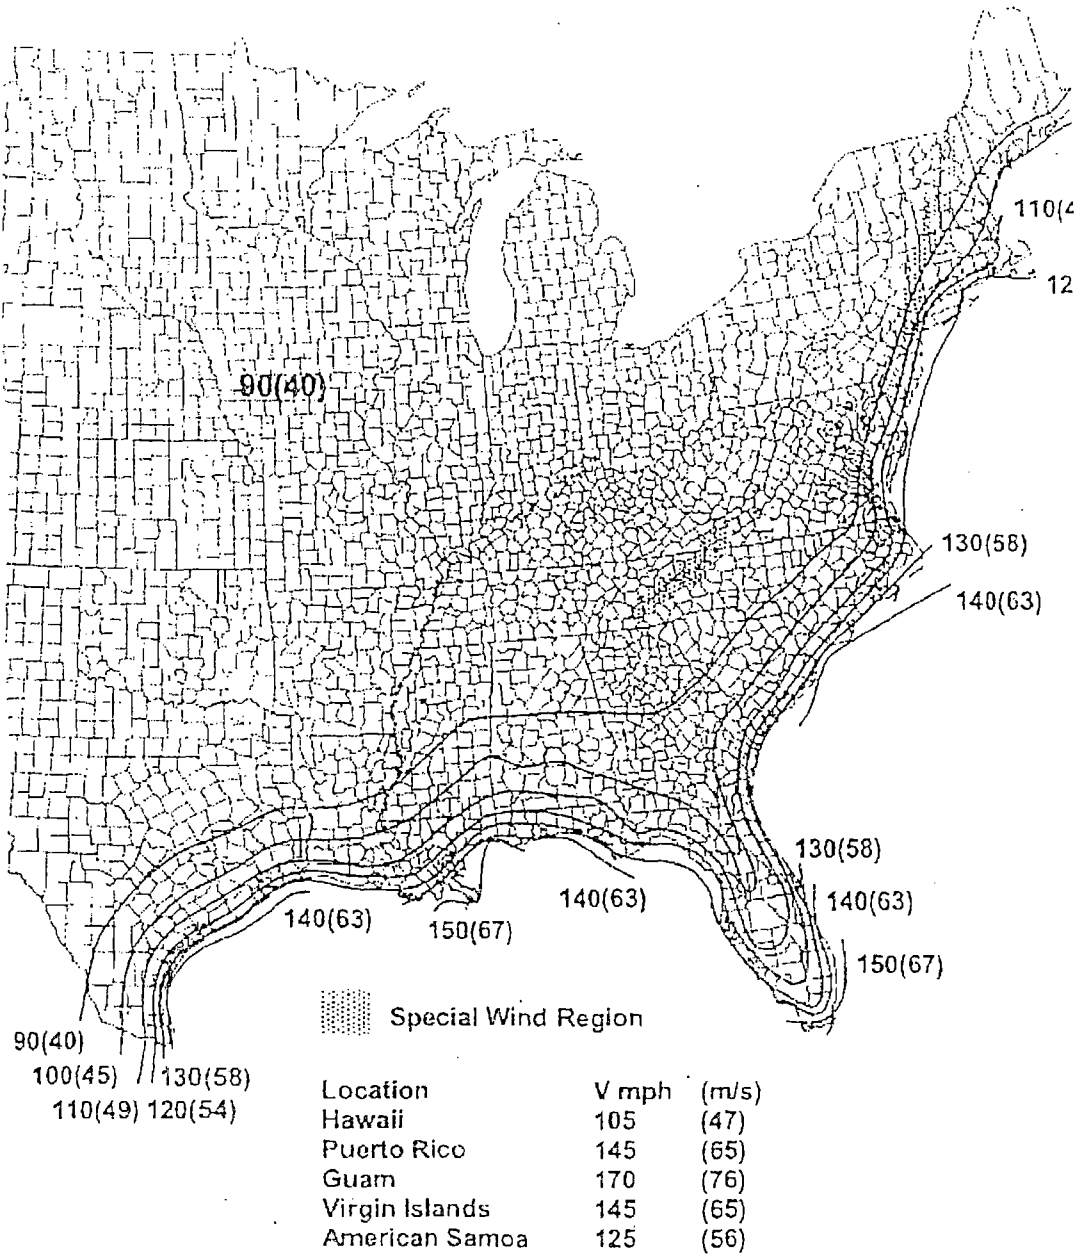 110(4
12
90(40)
130(58)
140(63)
130(58)
140(63)
140(63)
140(63)
150(67)
150(67)
Special Wind Region
90(40)
100(45)
130(58)
110(49) 120(54)
Location V mph (m/s)
Hawaii 105 (47)
Puerto Rico 145 (65)
Guam 170 (76)
Virgin Islands 145 (65)
American Samoa 125 (56)